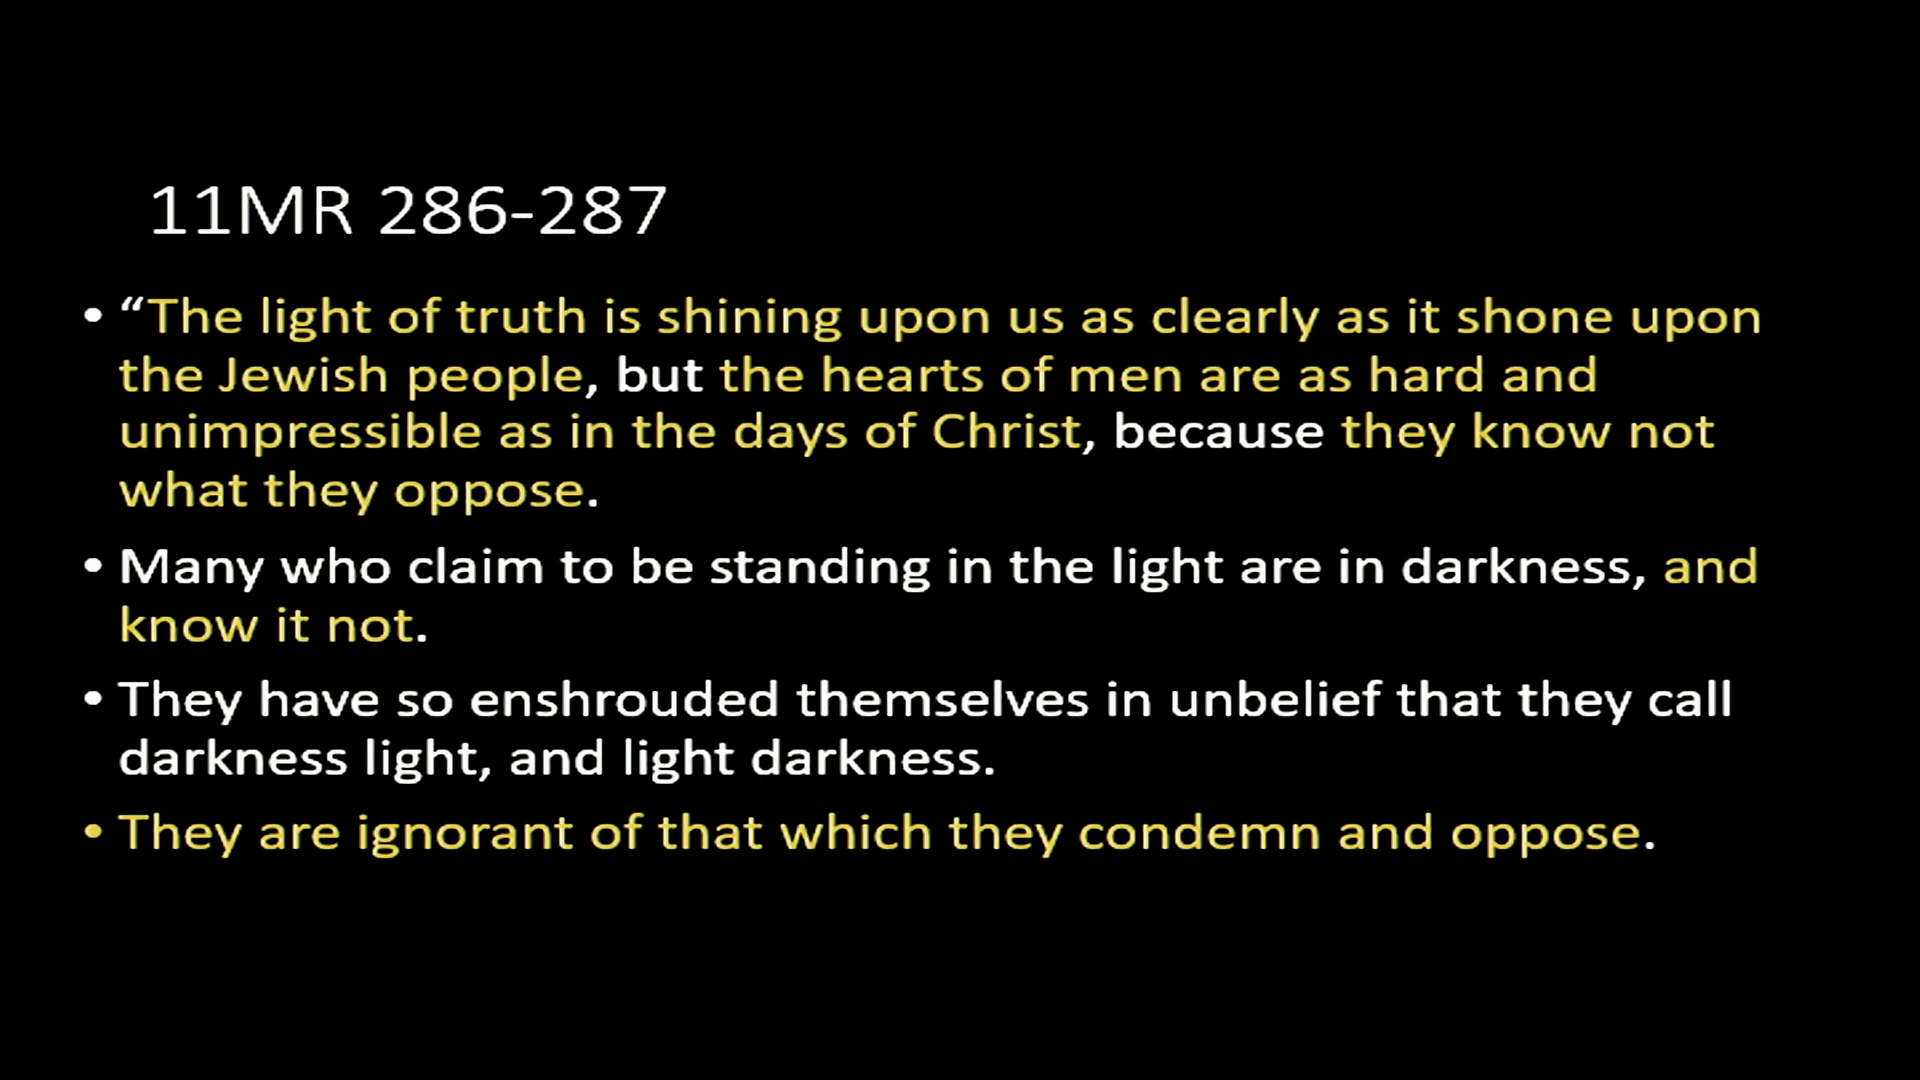 11MR 286-287
• “The light of truth is shining upon us as clearly as it shone upon
the Jewish people, but the hearts of men are as hard and
unimpressible as in the days of Christ, because they know not
what they oppose.
• Many who claim to be standing in the light are in darkness, and
know it not.
• They have so enshrouded themselves in unbelief that they call
darkness light, and light darkness.
• They are ignorant of that which they condemn and oppose.